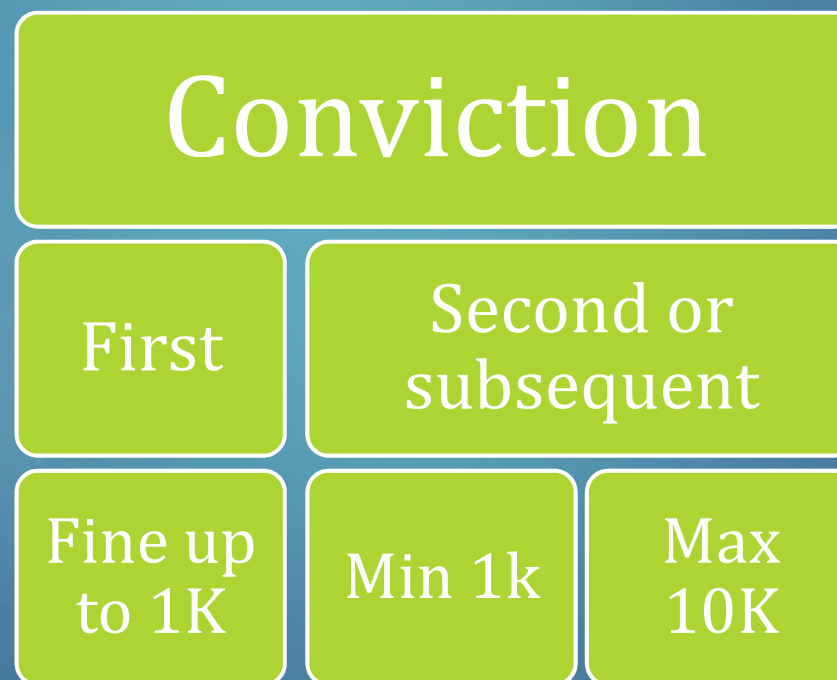 Conviction
First
Second or
subsequent
Fine up
to 1K
Min 1k
Max
10K